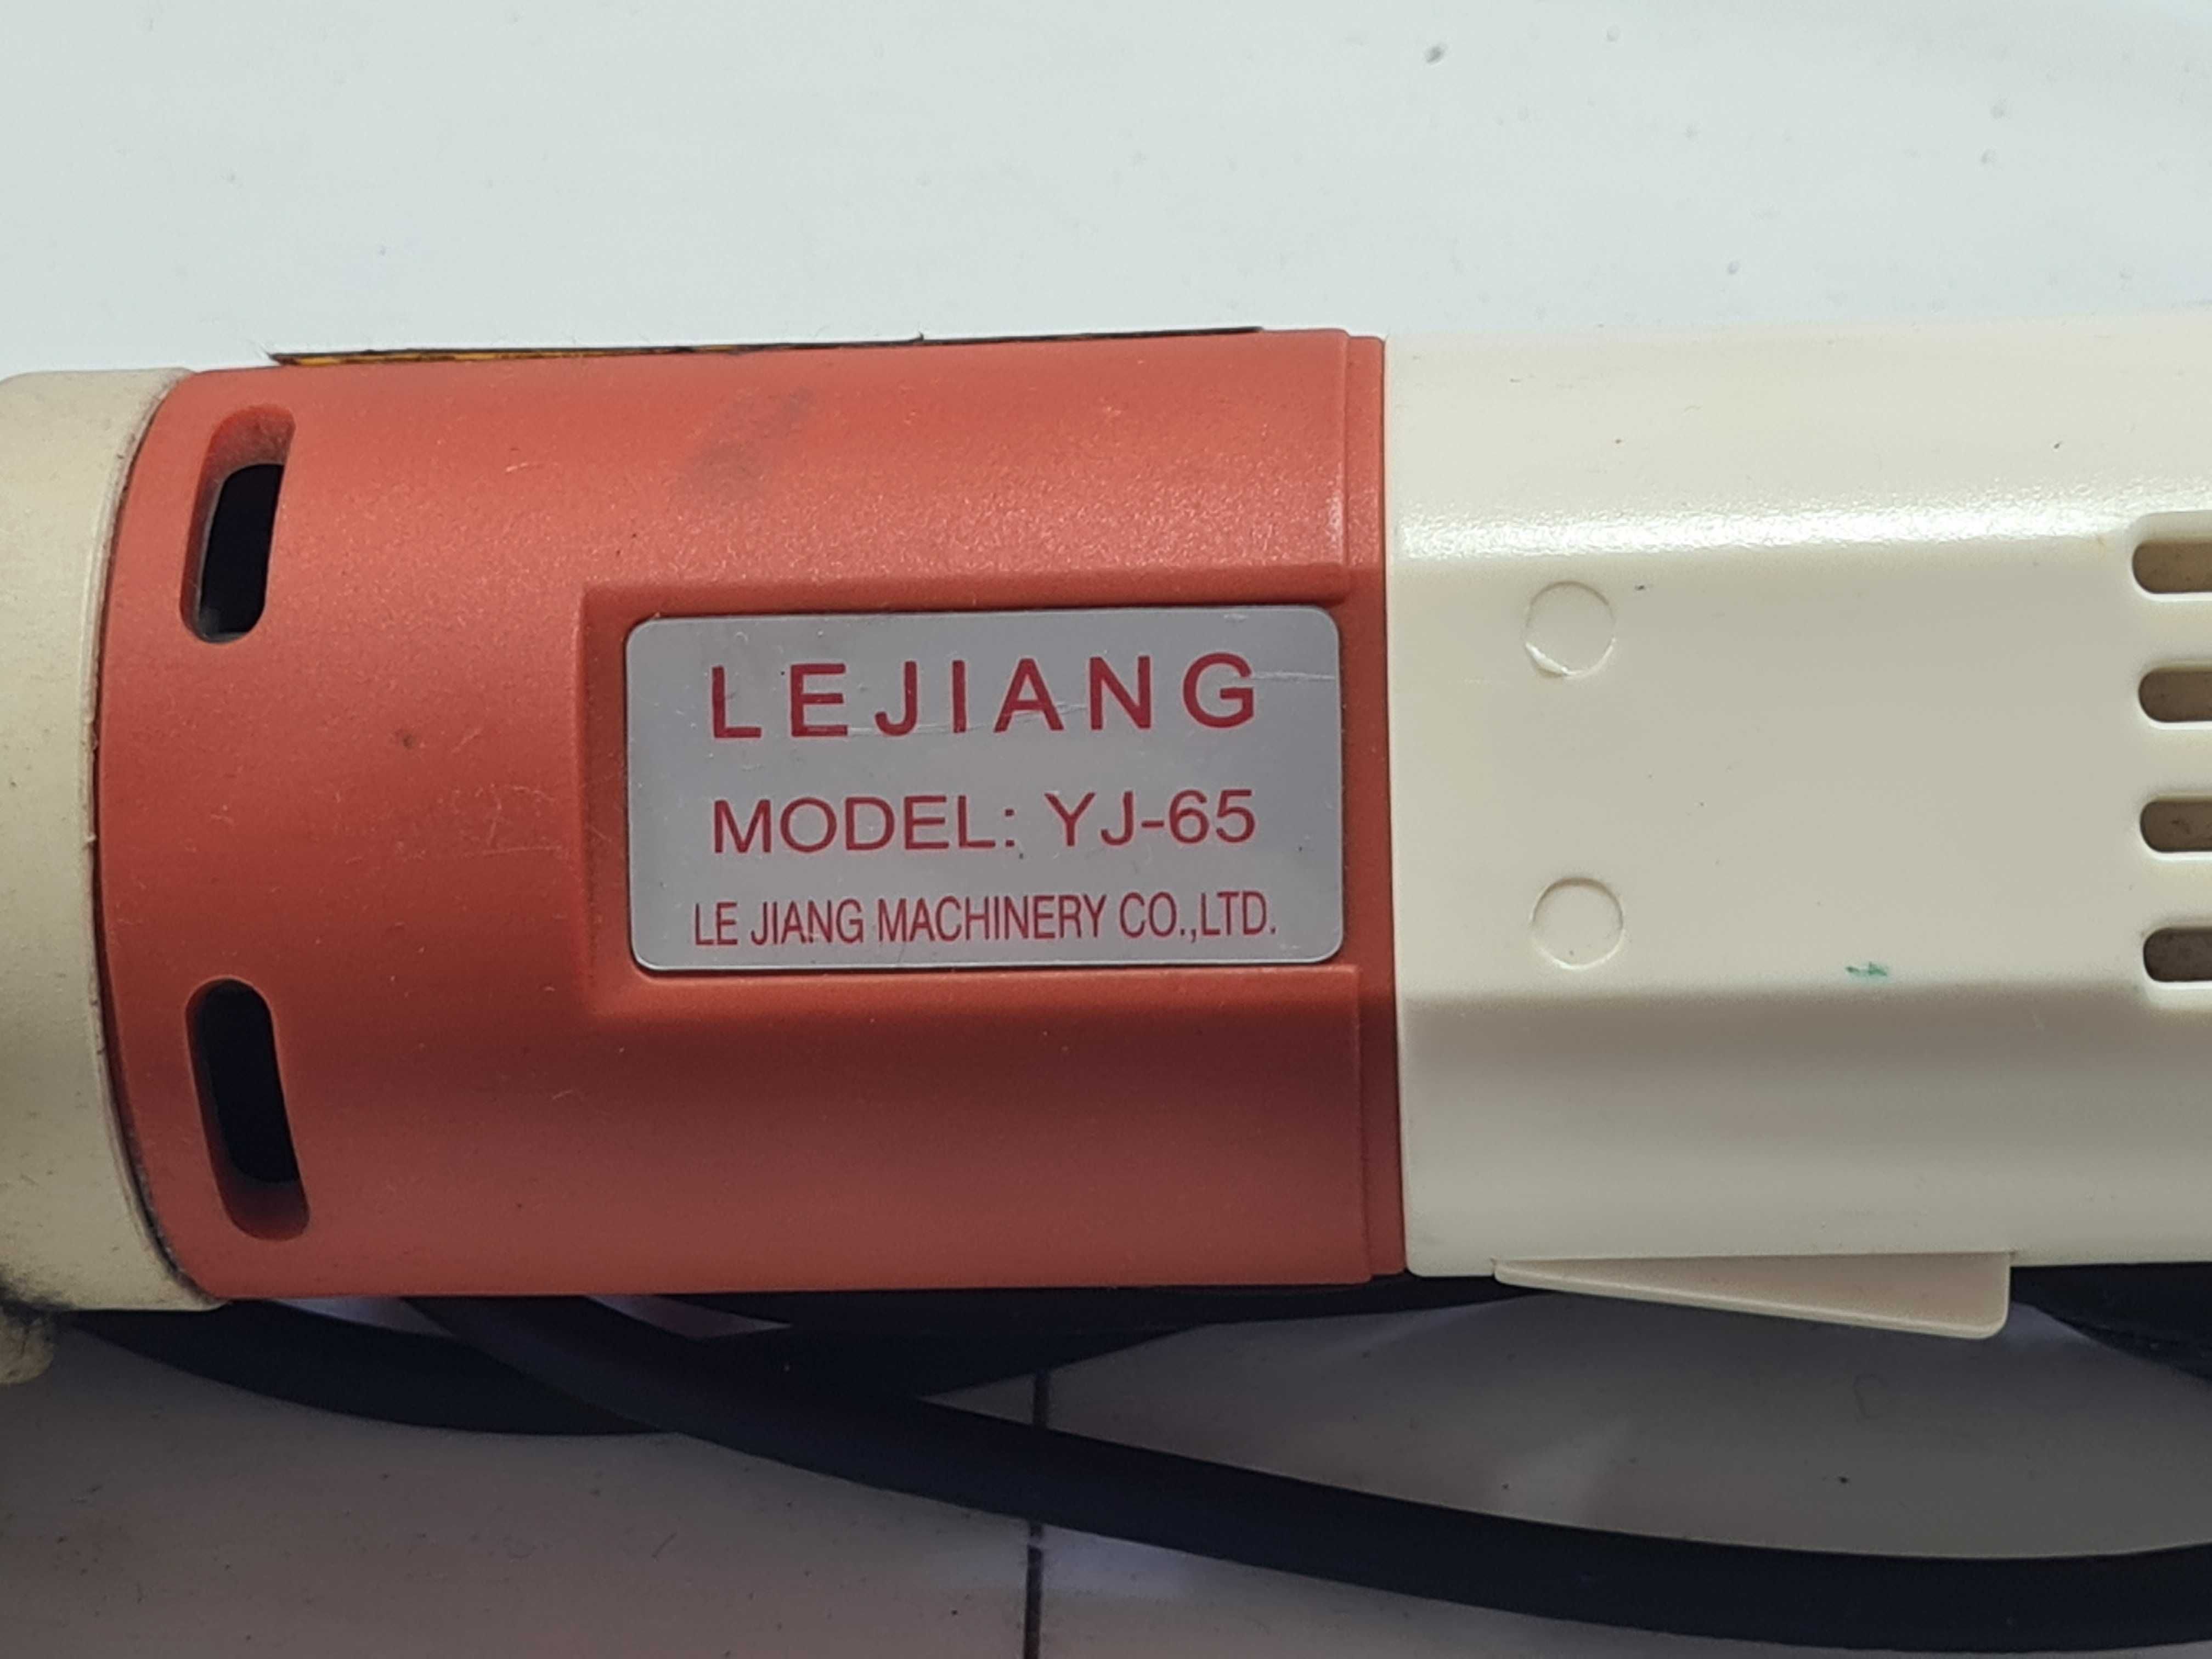 LEJIANG
MODEL: YJ-65
LE JIANG MACHINERY CO.,LTD.